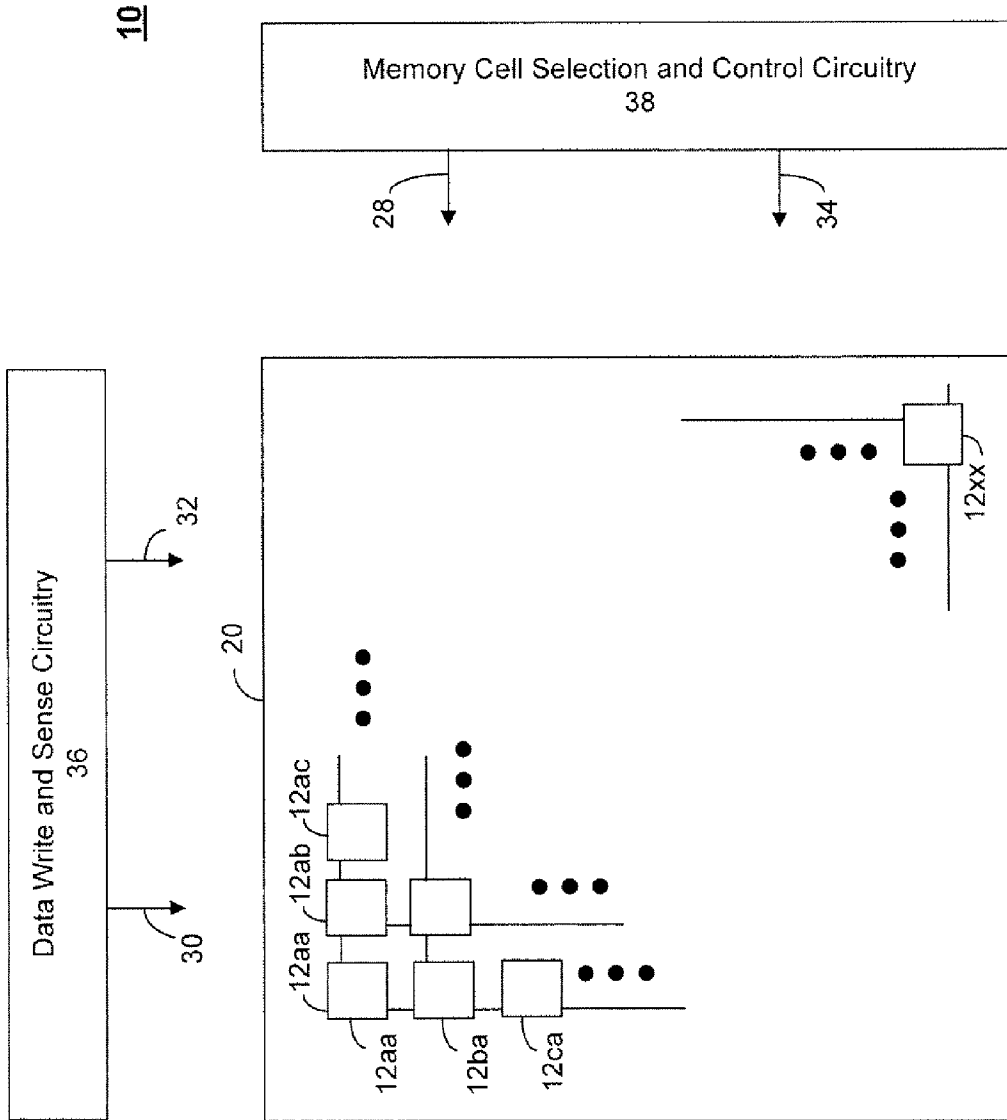 10
Data Write and Sense Circuitry
36
Memory Cell Selection and Control Circuitry
38
30
32
28
34
20
12aa
12ab
12ac
12aa
12ba
12ca
12xx